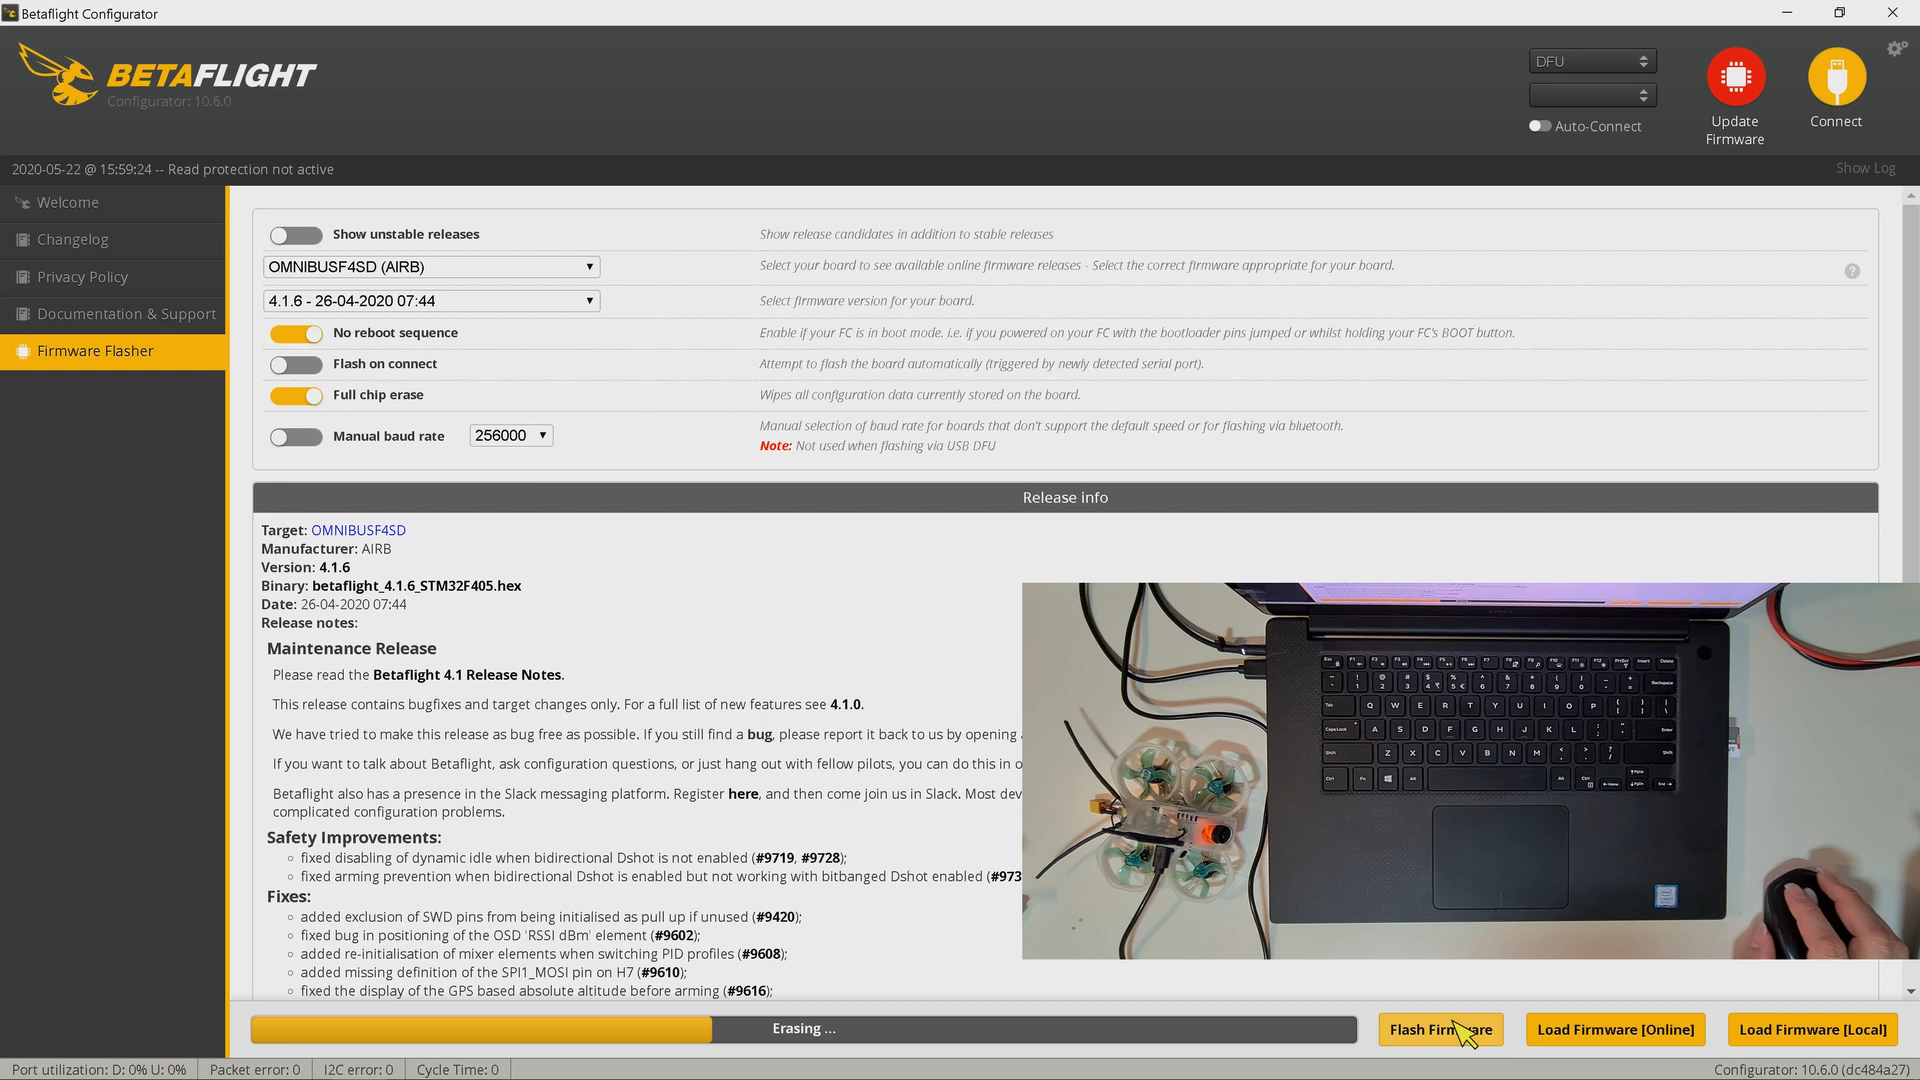 Betaflight Configurator
BETAFLIGHT
Configurator: 10.6.0
DFU
Auto-Connect
Update
Firmware
Connect
2020-05-22 @ 15:59:24 -- Read protection not active
Show Log
Welcome
Changelog
Privacy Policy
Documentation & Support
Firmware Flasher
Show unstable releases
Show release candidates in addition to stable releases
OMNIBUSF4SD (AIRB)
Select your board to see available online firmware releases - Select the correct firmware appropriate for your board.
4.1.6 - 26-04-2020 07:44
Select firmware version for your board.
No reboot sequence
Enable if your FC is in boot mode. i.e. if you powered on your FC with the bootloader pins jumped or whilst holding your FC's BOOT button.
Flash on connect
Attempt to flash the board automatically (triggered by newly detected serial port).
Full chip erase
Wipes all configuration data currently stored on the board.
Manual baud rate
256000
Manual selection of baud rate for boards that don't support the default speed or for flashing via bluetooth.
Note: Not used when flashing via USB DFU
Release info
Target: OMNIBUSF4SD
Manufacturer: AIRB
Version: 4.1.6
Binary: betaflight_4.1.6_STM32F405.hex
Date: 26-04-2020 07:44
Release notes:
Maintenance Release
Please read the Betaflight 4.1 Release Notes.
This release contains bugfixes and target changes only. For a full list of new features see 4.1.0.
We have tried to make this release as bug free as possible. If you still find a bug, please report it back to us by opening
If you want to talk about Betaflight, ask configuration questions, or just hang out with fellow pilots, you can do this in o
Betaflight also has a presence in the Slack messaging platform. Register here, and then come join us in Slack. Most dev
complicated configuration problems.
Safety Improvements:
fixed disabling of dynamic idle when bidirectional Dshot is not enabled (#9719, #9728);
fixed arming prevention when bidirectional Dshot is enabled but not working with bitbanged Dshot enabled (#973
Fixes:
added exclusion of SWD pins from being initialised as pull up if unused (#9420);
fixed bug in positioning of the OSD 'RSSI dBm' element (#9602);
added re-initialisation of mixer elements when switching PID profiles (#9608);
added missing definition of the SPI1_MOSI pin on H7 (#9610);
fixed the display of the GPS based absolute altitude before arming (#9616);
Erasing ...
Flash Firmware
Load Firmware [Online]
Load Firmware [Local]
Port utilization: D: 0% U: 0%
Packet error: 0
I2C error: 0
Cycle Time: 0
Configurator: 10.6.0 (dc484a27)